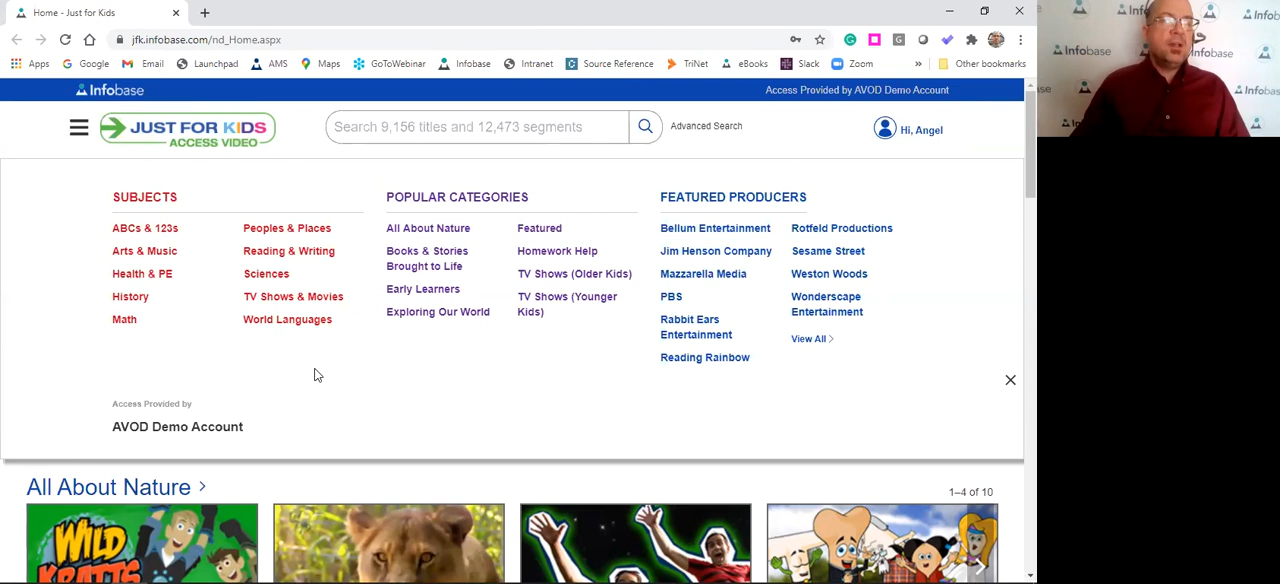 Home - Just for Kids
jfk.infobase.com/nd_Home.aspx
Apps Google Email Launchpad AMS Maps GoToWebinar Infobase Intranet Source Reference TriNet eBooks Slack Zoom » Other bookmarks
Infobase
Access Provided by AVOD Demo Account
JUST FOR KIDS
ACCESS VIDEO
Search 9,156 titles and 12,473 segments
Advanced Search
Hi, Angel
SUBJECTS
ABCs & 123s
Arts & Music
Health & PE
History
Math
Peoples & Places
Reading & Writing
Sciences
TV Shows & Movies
World Languages
POPULAR CATEGORIES
All About Nature
Books & Stories
Brought to Life
Early Learners
Exploring Our World
Featured
Homework Help
TV Shows (Older Kids)
TV Shows (Younger
Kids)
FEATURED PRODUCERS
Bellum Entertainment
Jim Henson Company
Mazzarella Media
PBS
Rabbit Ears
Entertainment
Reading Rainbow
Rotfeld Productions
Sesame Street
Weston Woods
Wonderscape
Entertainment
View All >
Access Provided by
AVOD Demo Account
All About Nature >
1–4 of 10
WILD
KRATTS
Infobase
Infobase
Infobase